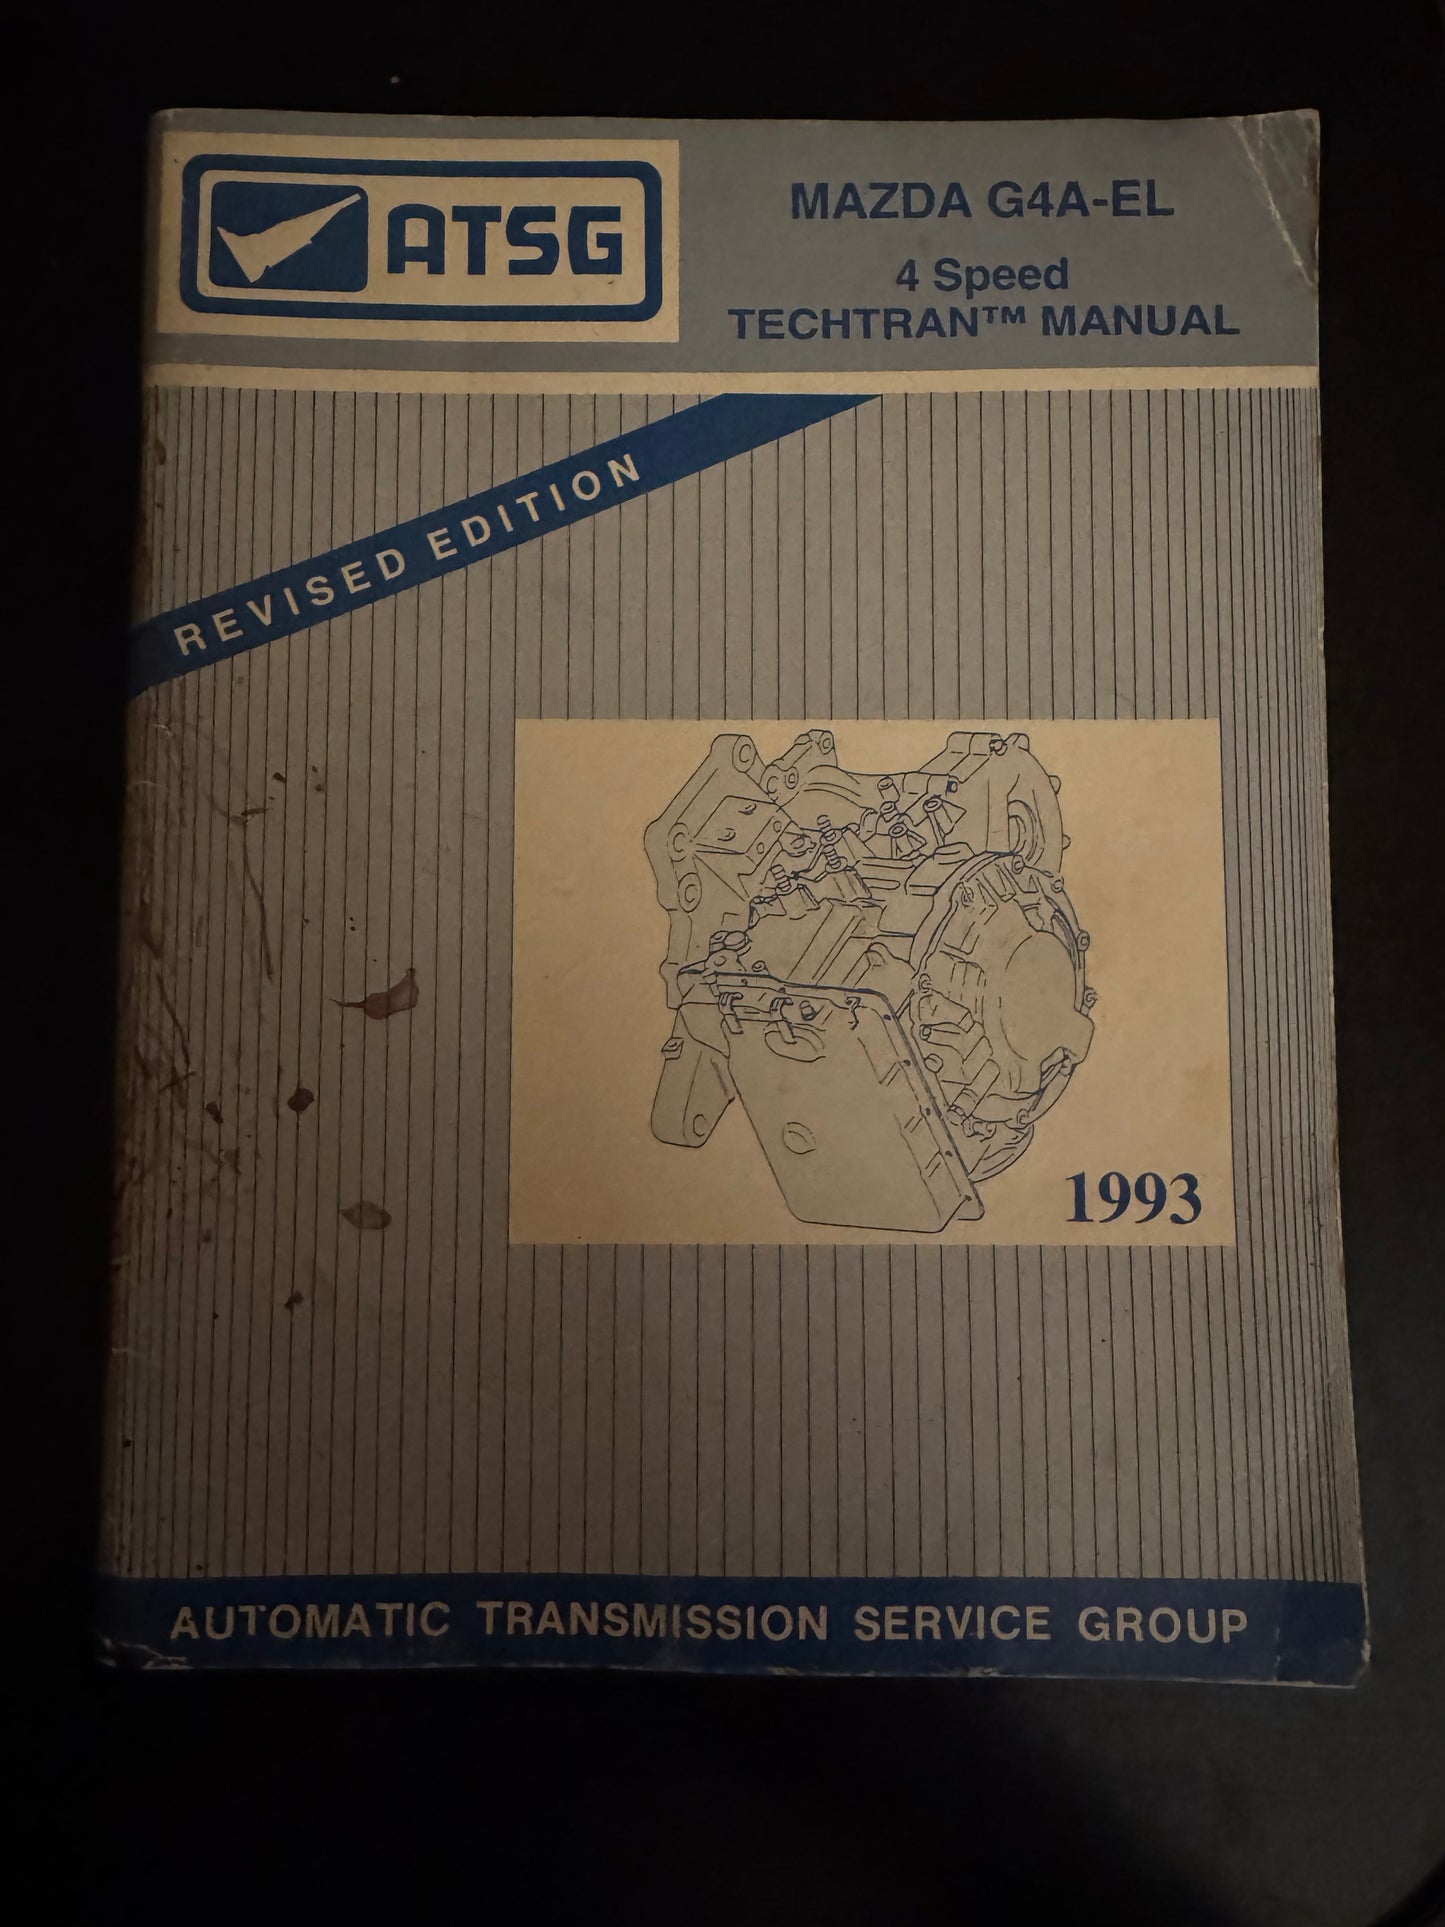 ATSG
MAZDA G4A-EL
4 Speed
TECHTRAN™ MANUAL
REVISED EDITION
1993
AUTOMATIC TRANSMISSION SERVICE GROUP